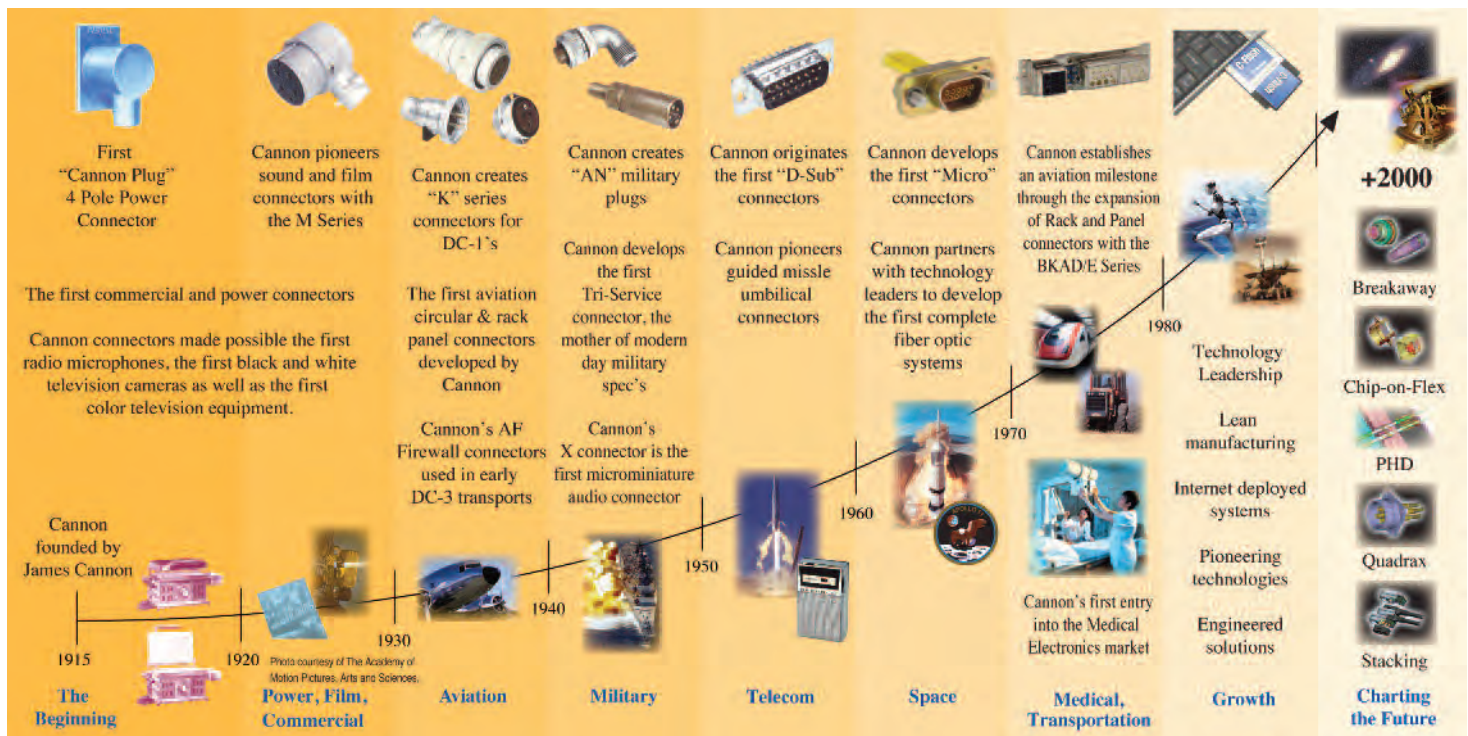 First
"Cannon Plug"
4 Pole Power
Connector
Cannon pioneers
sound and film
connectors with
the M Series
The first commercial and power connectors
Cannon connectors made possible the first
radio microphones, the first black and white
television cameras as well as the first
color television equipment.
Cannon creates
"K" series
connectors for
DC-1's
The first aviation
circular & rack
panel connectors
developed by
Cannon
Cannon's AF
Firewall connectors
used in early
DC-3 transports
Cannon creates
"AN" military
plugs
Cannon develops
the first
Tri-Service
connector, the
mother of modern
day military
spec's
Cannon's
X connector is the
first microminiature
audio connector
Cannon originates
the first "D-Sub"
connectors
Cannon pioneers
guided missle
umbilical
connectors
Cannon develops
the first "Micro"
connectors
Cannon partners
with technology
leaders to develop
the first complete
fiber optic
systems
APOLLO 11
Cannon establishes
an aviation milestone
through the expansion
of Rack and Panel
connectors with the
BKAD/E Series
Cannon's first entry
into the Medical
Electronics market
C-Flash
Technology
Leadership
Lean
manufacturing
Internet deployed
systems
Pioneering
technologies
Engineered
solutions
+2000
Breakaway
Chip-on-Flex
PHD
Quadrax
Stacking
Cannon
founded by
James Cannon
1915
1920
1930
1940
1950
1960
1970
1980
1990
Photo courtesy of The Academy of
Motion Pictures, Arts and Sciences.
The
Beginning
Power, Film,
Commercial
Aviation
Military
Telecom
Space
Medical,
Transportation
Growth
Charting
the Future